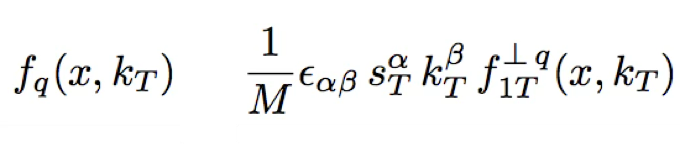 f_q(x, k_T) \frac{1}{M} \epsilon_{\alpha\beta} s_T^\alpha k_T^\beta f_{1T}^{\perp q}(x, k_T)